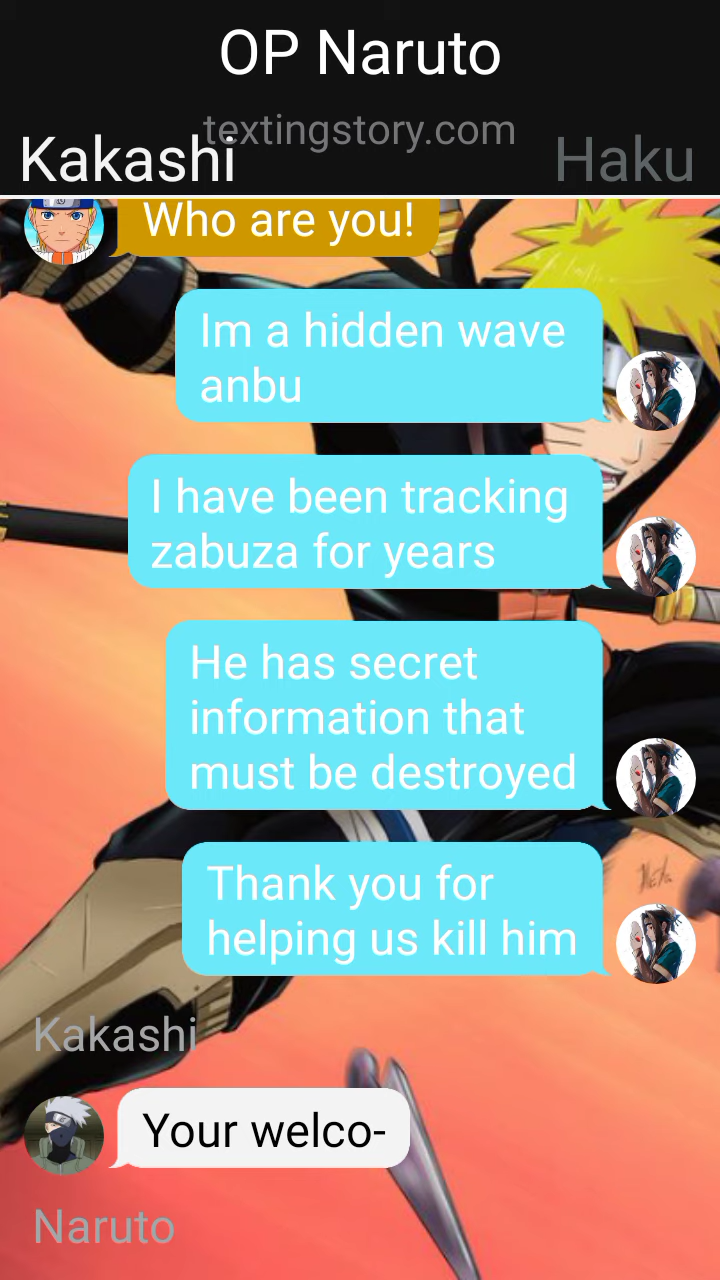 OP Naruto
textingstory.com
Kakashi
Haku
Who are you!
Im a hidden wave
anbu
I have been tracking
zabuza for years
He has secret
information that
must be destroyed
Thank you for
helping us kill him
Kakashi
Your welco-
Naruto